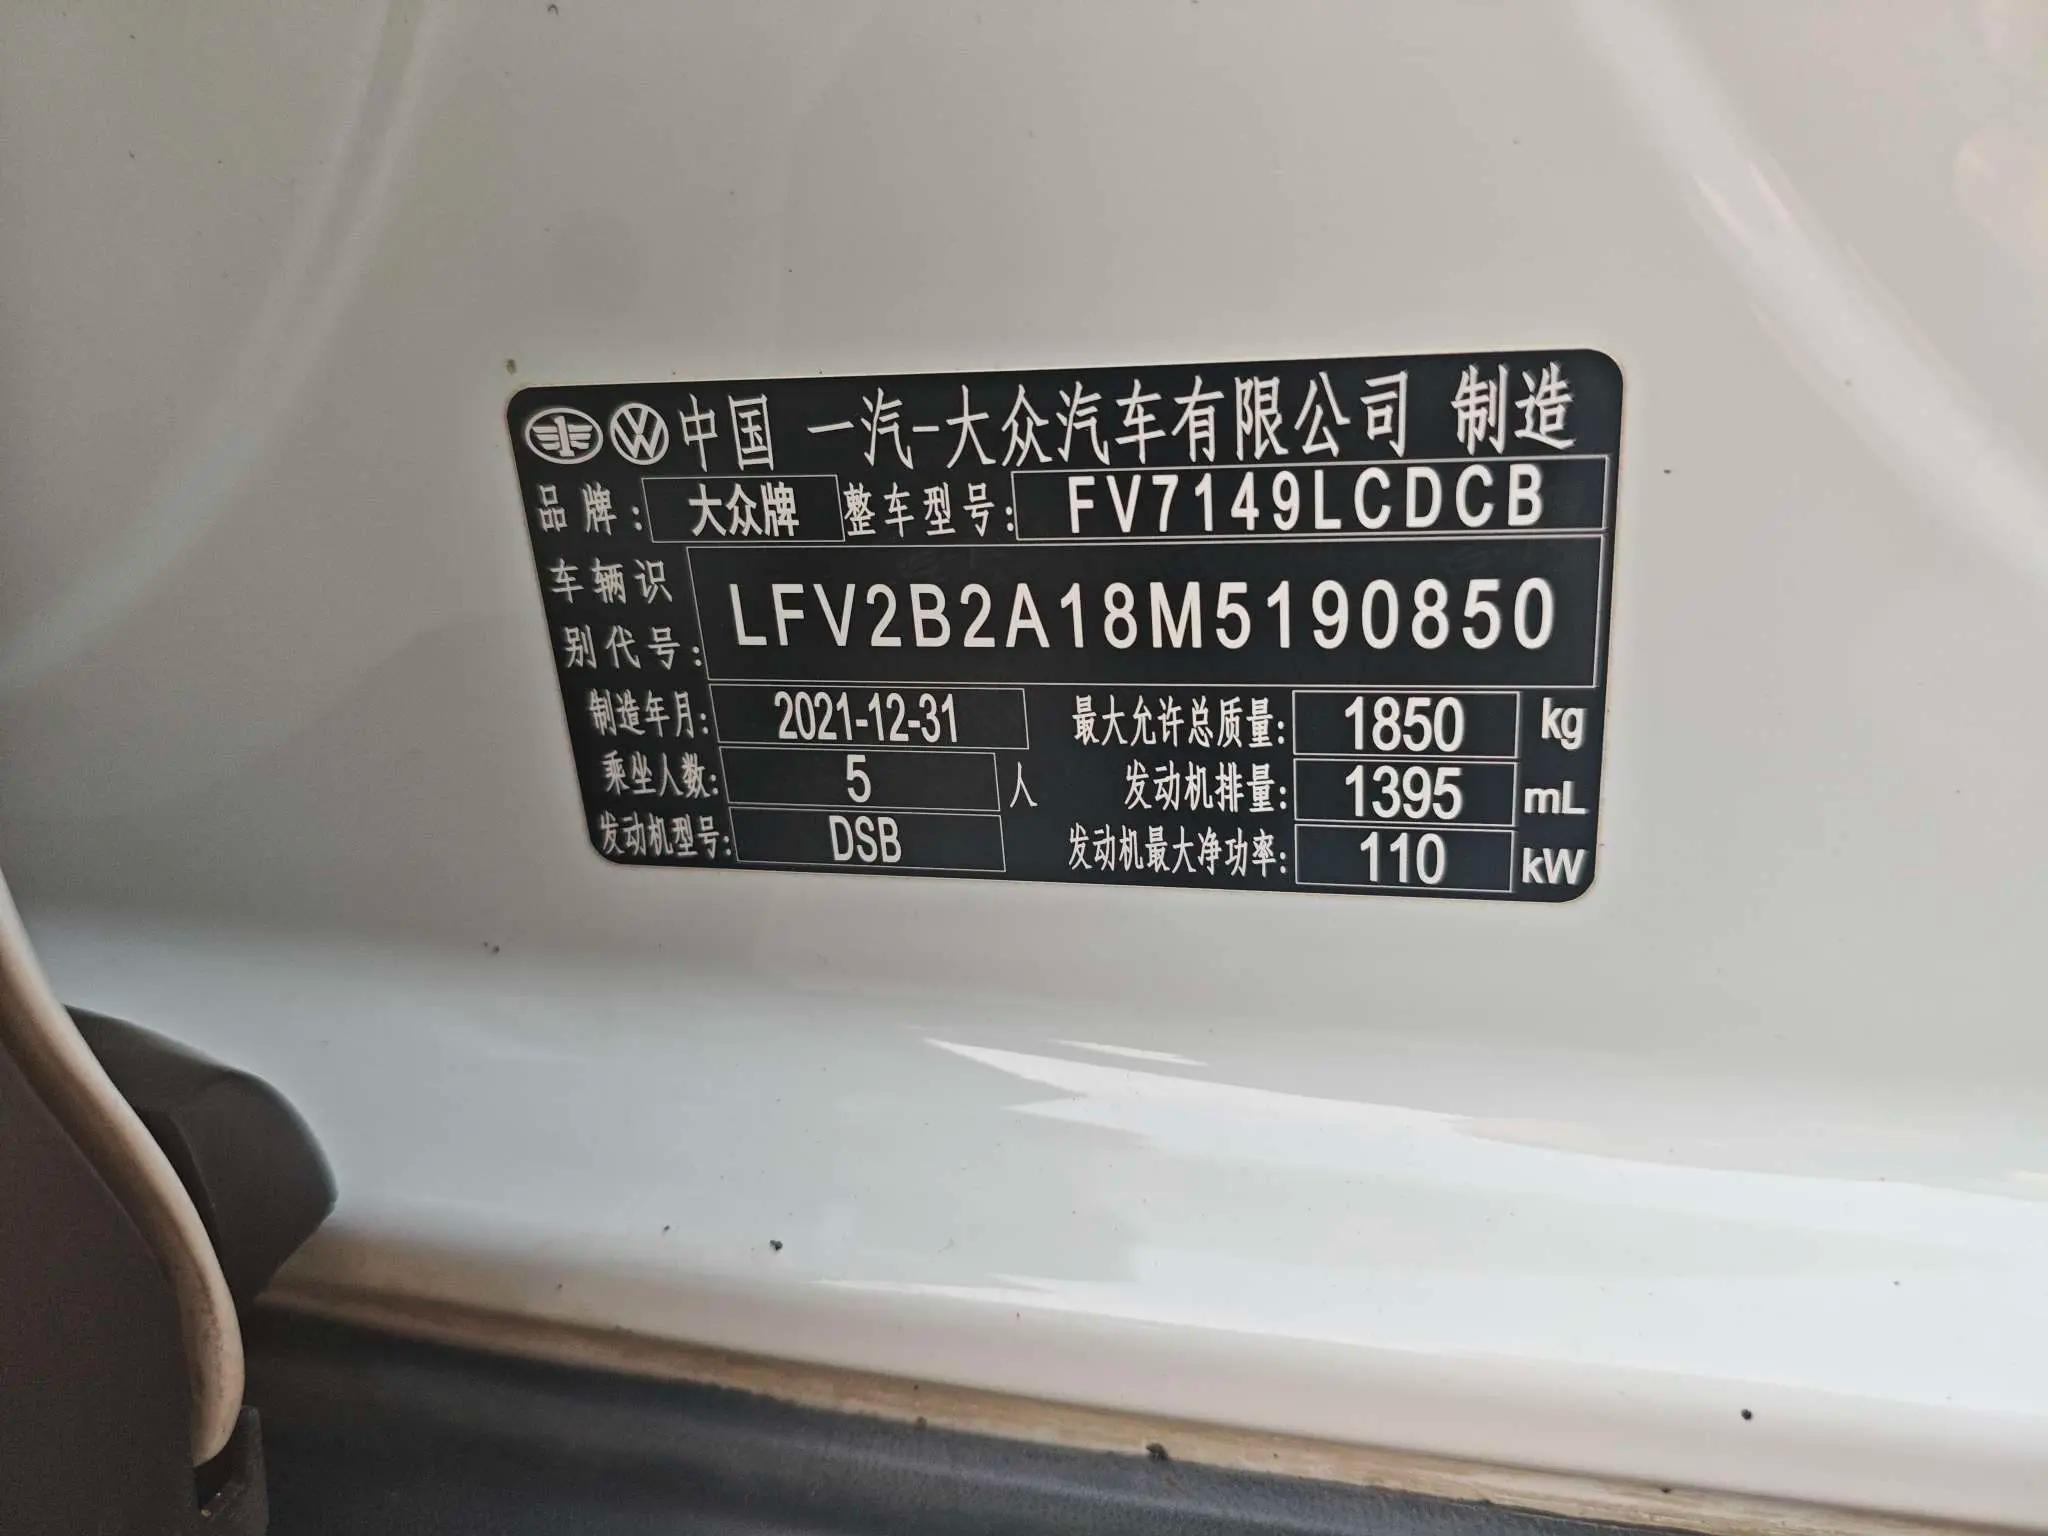 中国 一汽-大众汽车有限公司 制造
品牌: 大众牌 整车型号: FV7149LCDCB
车辆识别代号: LFV2B2A18M5190850
制造年月: 2021-12-31 最大允许总质量: 1850 kg
乘坐人数: 5 人 发动机排量: 1395 mL
发动机型号: DSB 发动机最大净功率: 110 kW